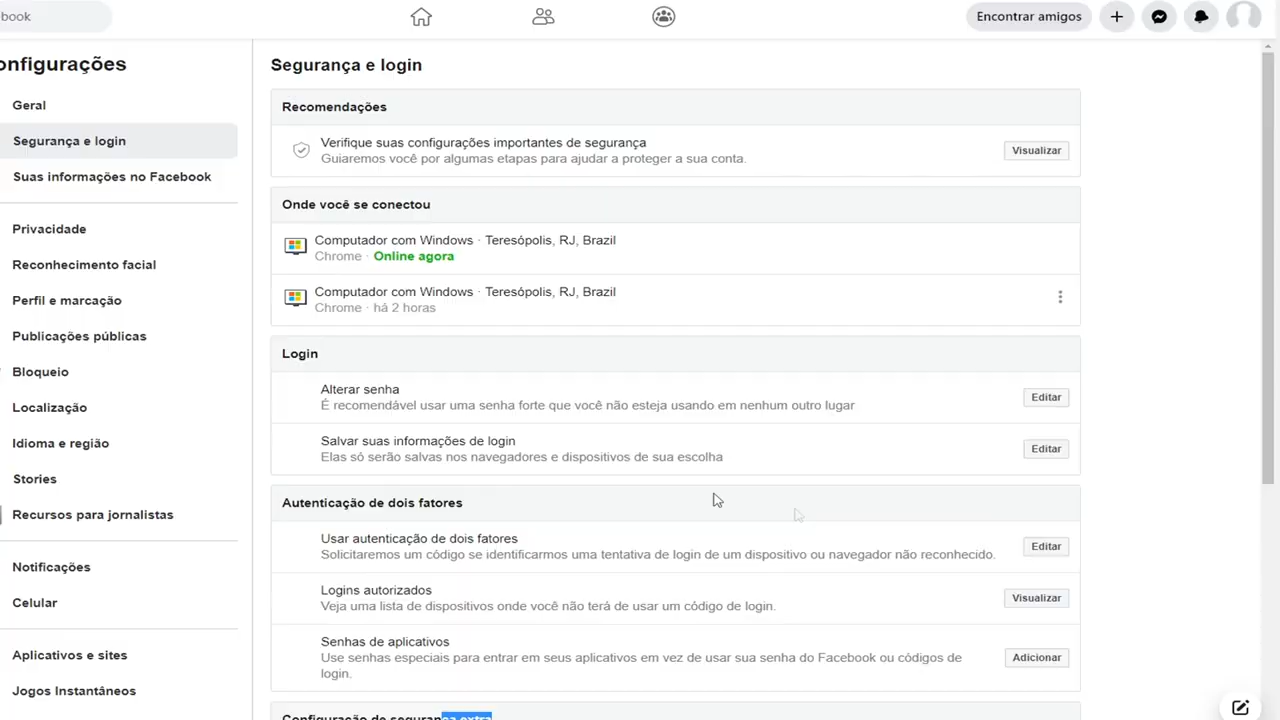 book
Encontrar amigos
onfigurações
Geral
Segurança e login
Suas informações no Facebook
Privacidade
Reconhecimento facial
Perfil e marcação
Publicações públicas
Bloqueio
Localização
Idioma e região
Stories
Recursos para jornalistas
Notificações
Celular
Aplicativos e sites
Jogos Instantâneos
Segurança e login
Recomendações
Verifique suas configurações importantes de segurança
Guiaremos você por algumas etapas para ajudar a proteger a sua conta.
Visualizar
Onde você se conectou
Computador com Windows · Teresópolis, RJ, Brazil
Chrome · Online agora
Computador com Windows · Teresópolis, RJ, Brazil
Chrome · há 2 horas
Login
Alterar senha
É recomendável usar uma senha forte que você não esteja usando em nenhum outro lugar
Editar
Salvar suas informações de login
Elas só serão salvas nos navegadores e dispositivos de sua escolha
Editar
Autenticação de dois fatores
Usar autenticação de dois fatores
Solicitaremos um código se identificarmos uma tentativa de login de um dispositivo ou navegador não reconhecido.
Editar
Logins autorizados
Veja uma lista de dispositivos onde você não terá de usar um código de login.
Visualizar
Senhas de aplicativos
Use senhas especiais para entrar em seus aplicativos em vez de usar sua senha do Facebook ou códigos de
login.
Adicionar
Configuração de segurança extra